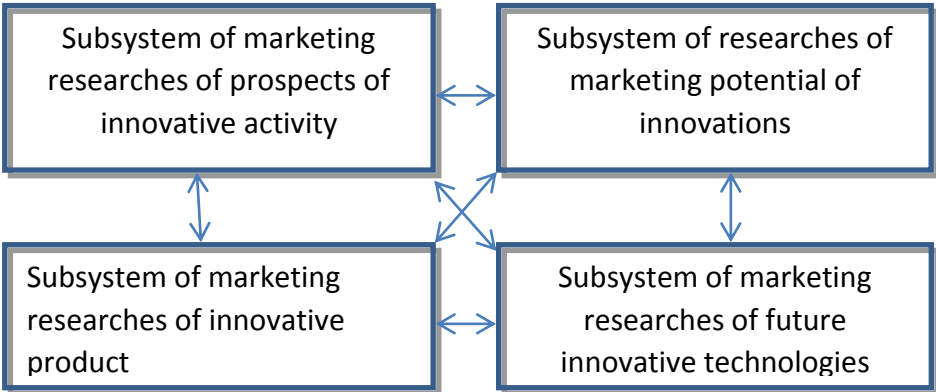 Subsystem of marketing
researches of prospects of
innovative activity
Subsystem of researches of
marketing potential of
innovations
Subsystem of marketing
researches of innovative
product
Subsystem of marketing
researches of future
innovative technologies